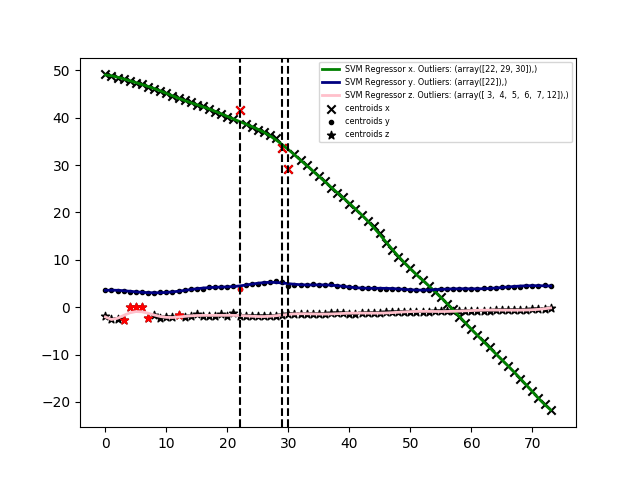 50
40
30
20
10
0
−10
−20
0 10 20 30 40 50 60 70
SVM Regressor x. Outliers: (array([22, 29, 30]),)
SVM Regressor y. Outliers: (array([22]),)
SVM Regressor z. Outliers: (array([ 3, 4, 5, 6, 7, 12]),)
centroids x
centroids y
centroids z